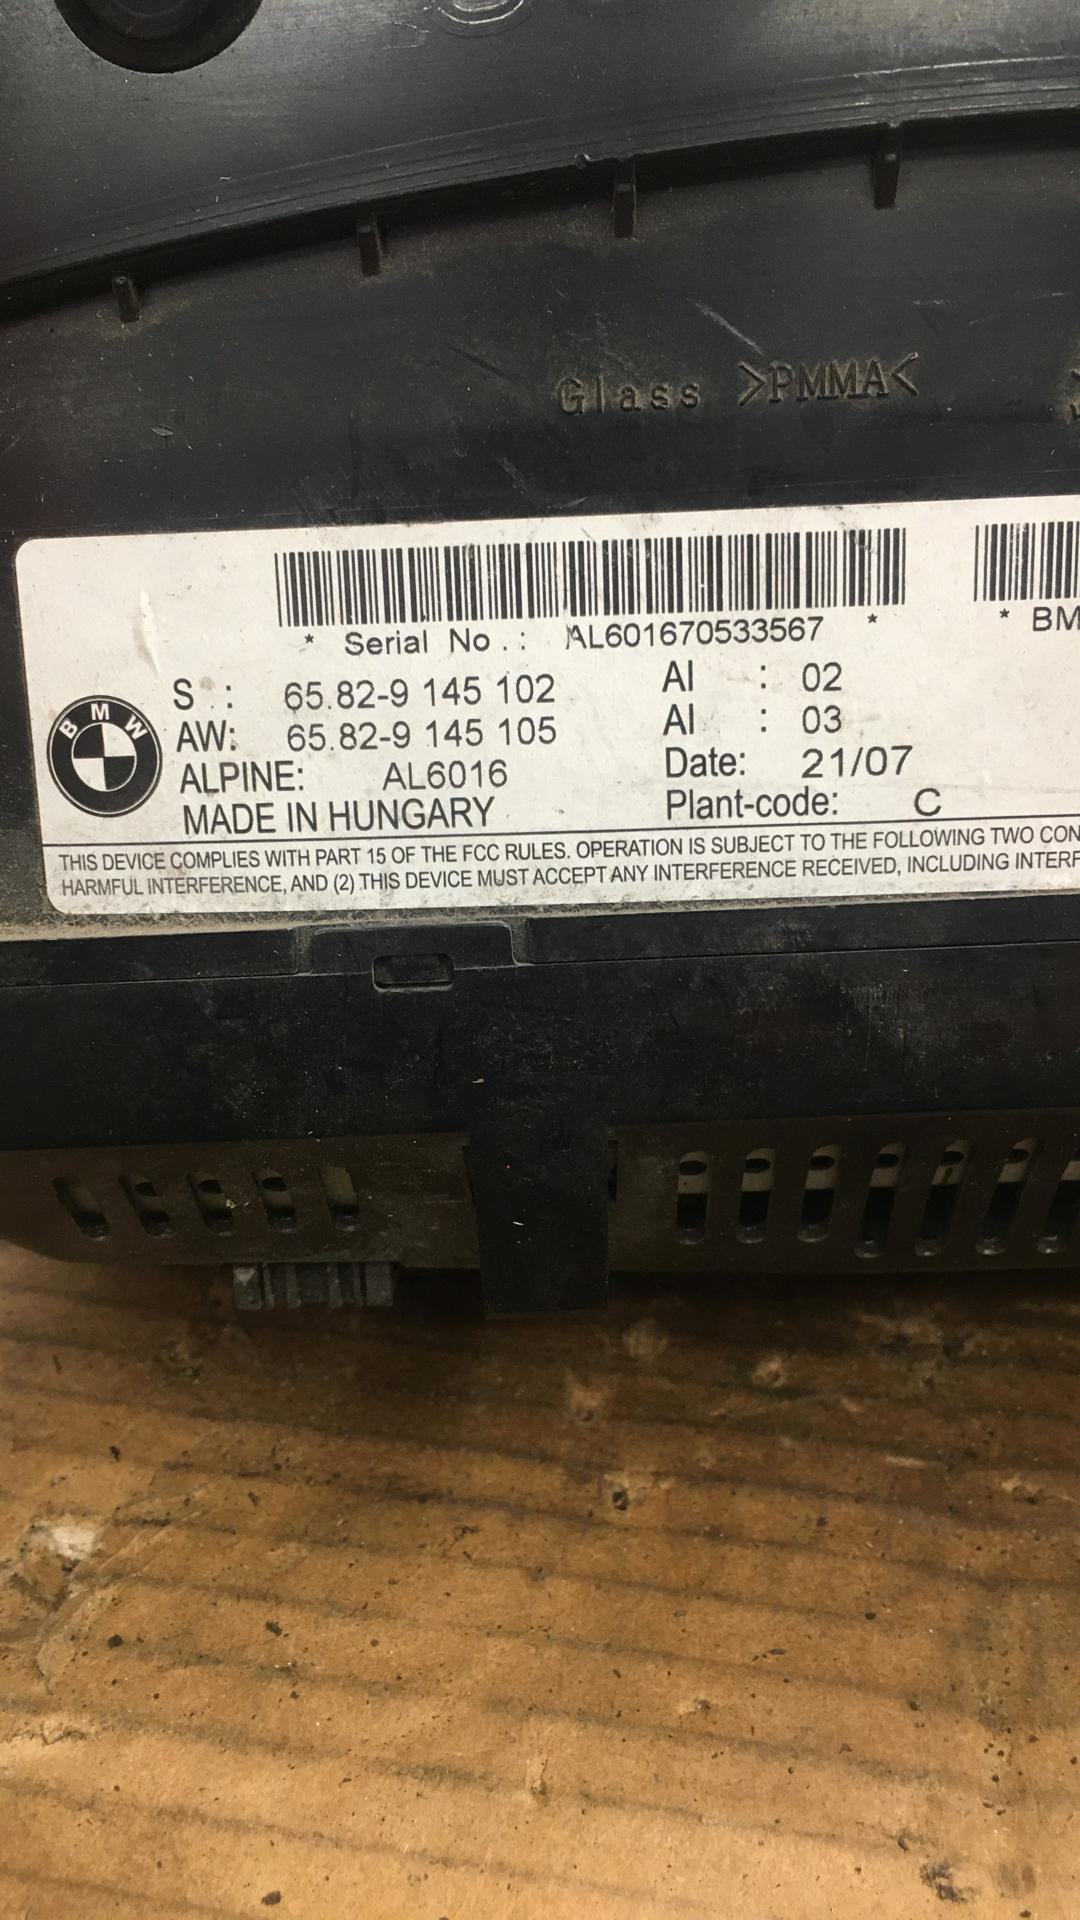 Glass >PMMA<
* Serial No.: AL601670533567 *
* BM
S : 65.82-9 145 102 AI : 02
AW: 65.82-9 145 105 AI : 03
BMW
ALPINE: AL6016 Date: 21/07
MADE IN HUNGARY Plant-code: C
THIS DEVICE COMPLIES WITH PART 15 OF THE FCC RULES. OPERATION IS SUBJECT TO THE FOLLOWING TWO CON
HARMFUL INTERFERENCE, AND (2) THIS DEVICE MUST ACCEPT ANY INTERFERENCE RECEIVED, INCLUDING INTERF